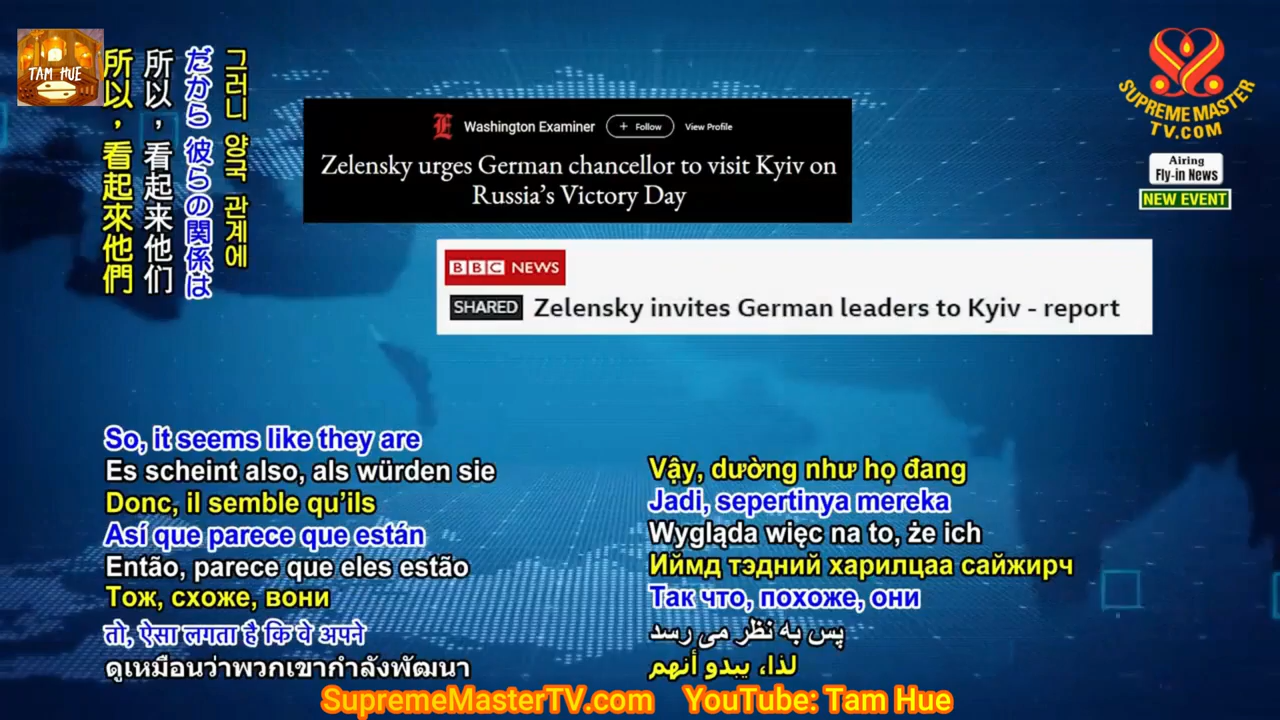 TAM HUE
所以，看起來他們
所以，看起来他们
だから 彼らの関係は
그러니 양국 관계에
Washington Examiner + Follow View Profile
Zelensky urges German chancellor to visit Kyiv on
Russia's Victory Day
BBC NEWS
SHARED Zelensky invites German leaders to Kyiv - report
SUPREME MASTER
TV.COM
Airing
Fly-in News
NEW EVENT
So, it seems like they are
Es scheint also, als würden sie
Donc, il semble qu'ils
Así que parece que están
Então, parece que eles estão
Тож, схоже, вони
तो, ऐसा लगता है कि वे अपने
ดูเหมือนว่าพวกเขากำลังพัฒนา
Vậy, dường như họ đang
Jadi, sepertinya mereka
Wygląda więc na to, że ich
Иймд тэдний харилцаа сайжирч
Так что, похоже, они
پس به نظر می رسد
لذا، يبدو أنهم
SupremeMasterTV.com YouTube: Tam Hue